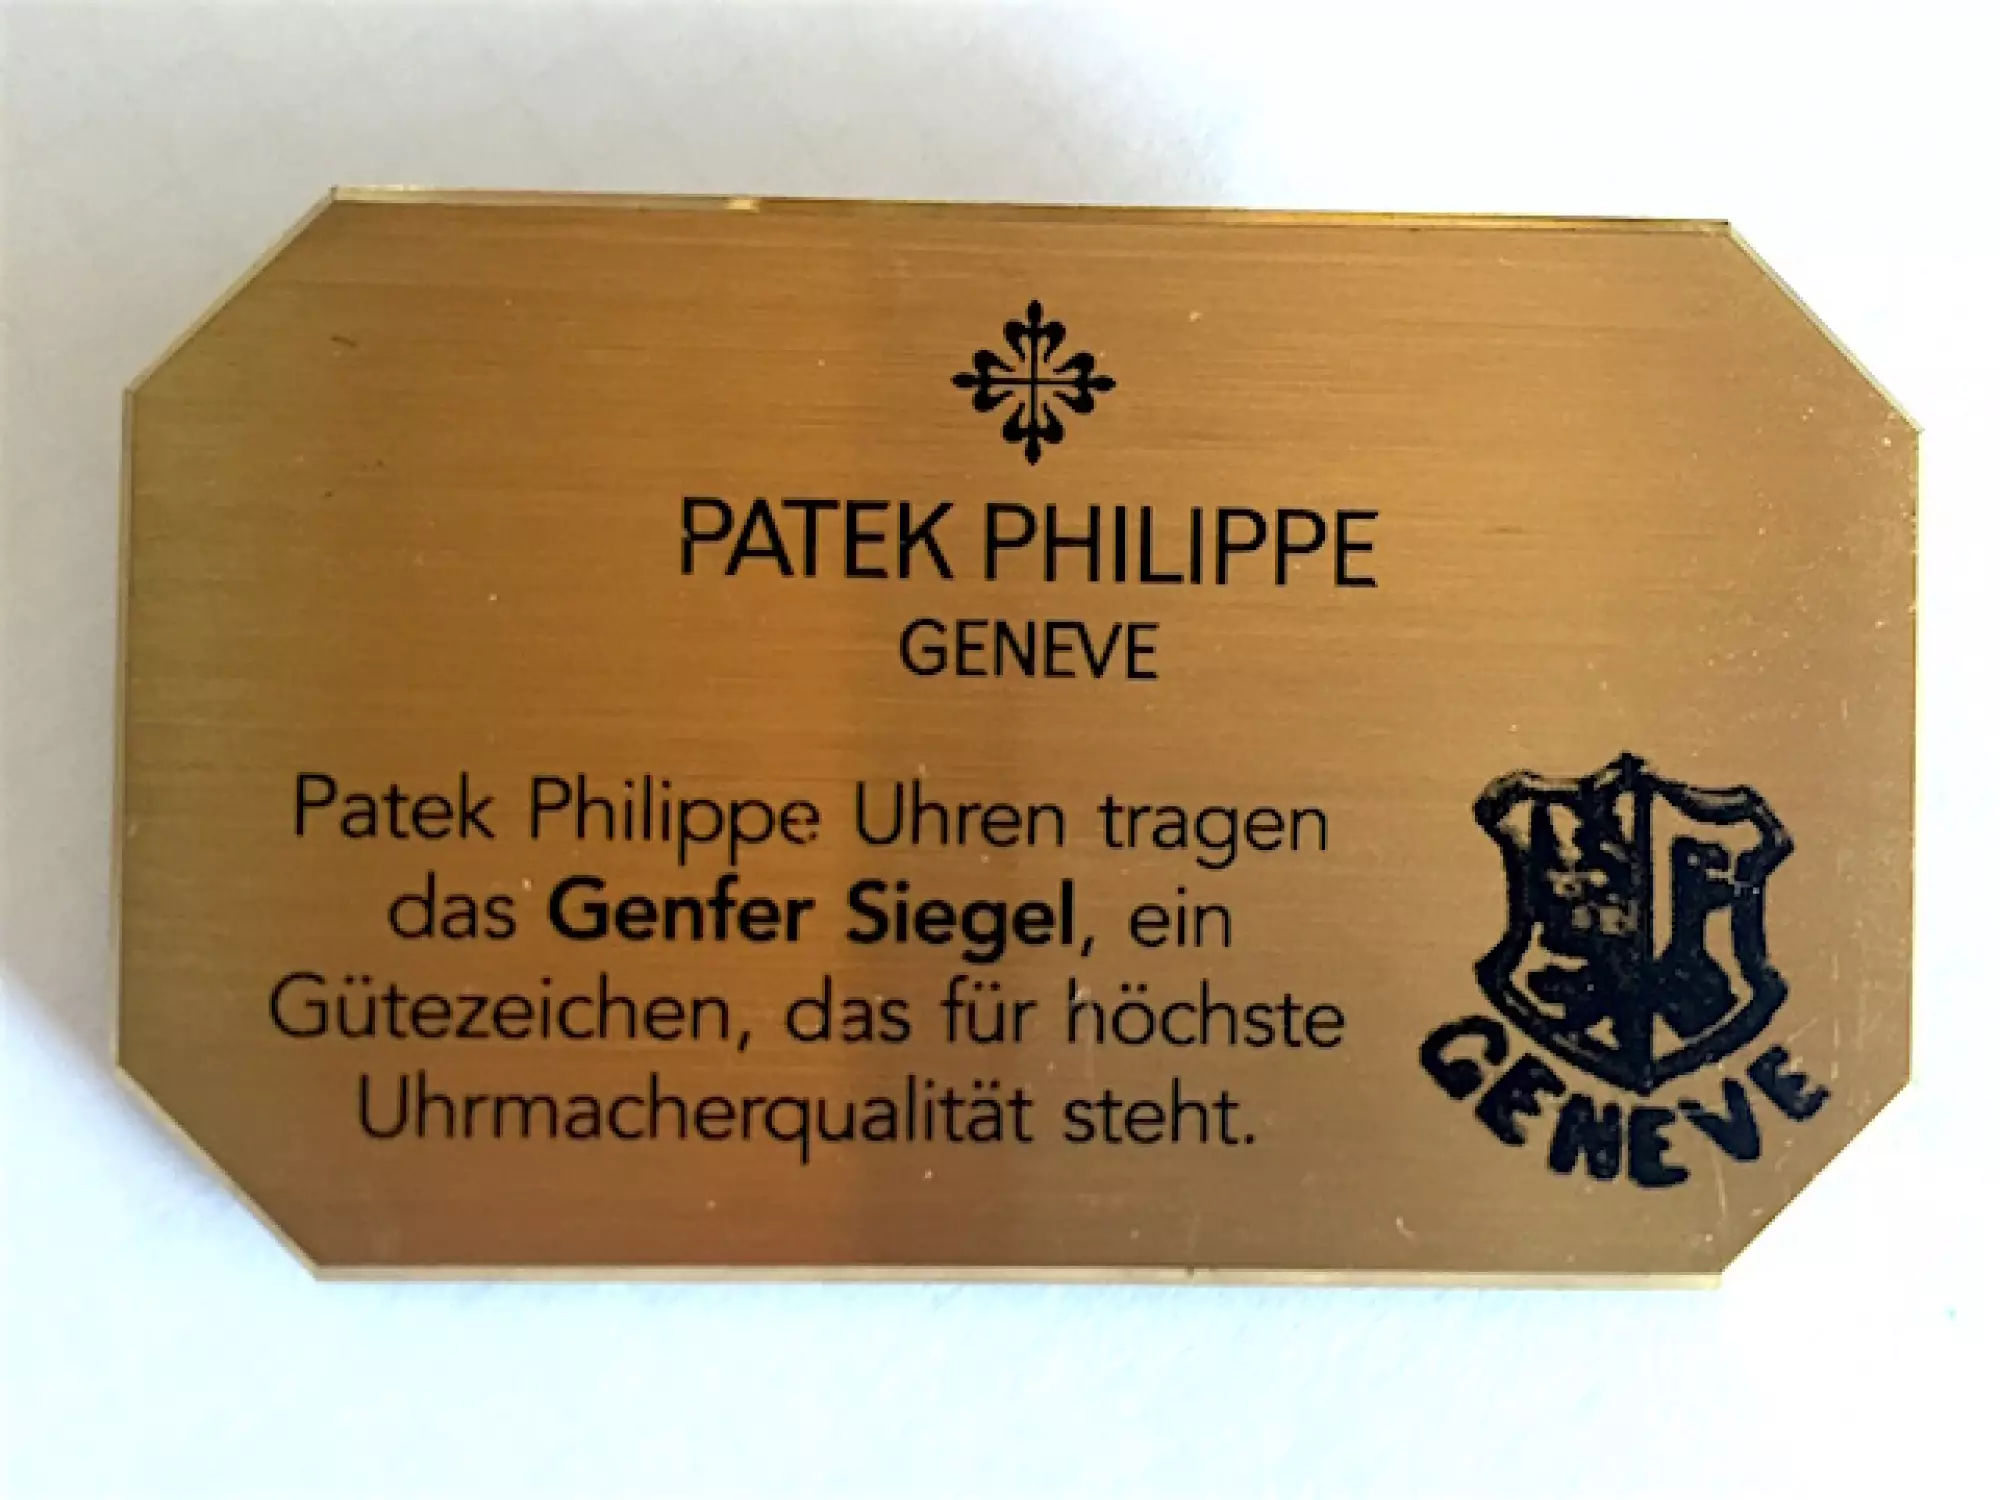 PATEK PHILIPPE
GENEVE
Patek Philippe Uhren tragen
das Genfer Siegel, ein
Gütezeichen, das für höchste
Uhrmacherqualität steht.
GENEVE